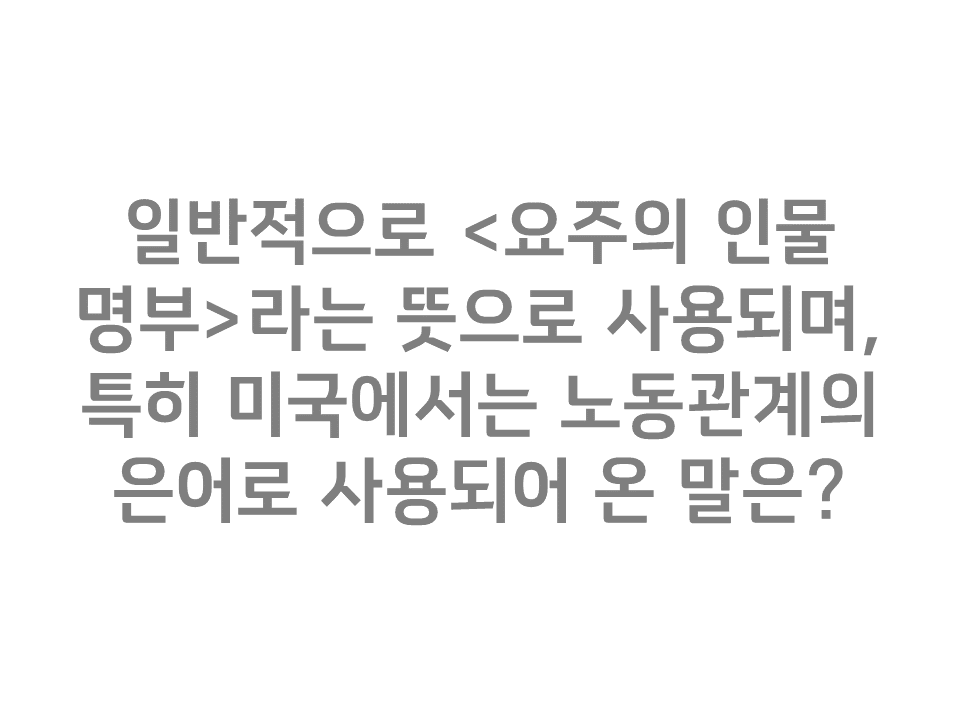 일반적으로 <요주의 인물
명부>라는 뜻으로 사용되며,
특히 미국에서는 노동관계의
은어로 사용되어 온 말은?